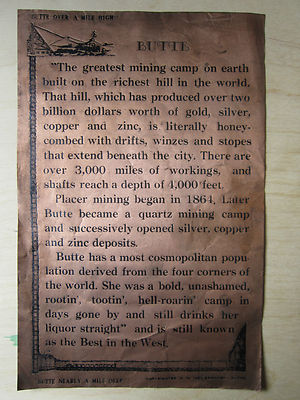 BUTTE OVER A MILE HIGH
BUTTE
"The greatest mining camp on earth
built on the richest hill in the world.
That hill, which has produced over two
billion dollars worth of gold, silver,
copper and zinc, is literally honey-
combed with drifts, winzes and stopes
that extend beneath the city. There are
over 3,000 miles of workings, and
shafts reach a depth of 4,000 feet.
Placer mining began in 1864, Later
Butte became a quartz mining camp
and successively opened silver, copper
and zinc deposits.
Butte has a most cosmopolitan popu-
lation derived from the four corners of
the world. She was a bold, unashamed,
rootin', tootin', hell-roarin' camp in
days gone by and still drinks her
liquor straight" and is still known
as the Best in the West.
BUTTE NEARLY A MILE DEEP